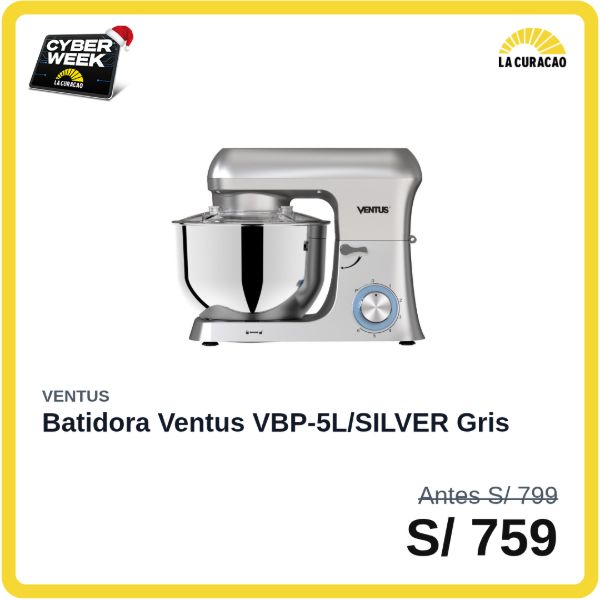 CYBER
WEEK
LA CURACAO
LA CURACAO
VENTUS
VENTUS
Batidora Ventus VBP-5L/SILVER Gris
Antes S/ 799
S/ 759